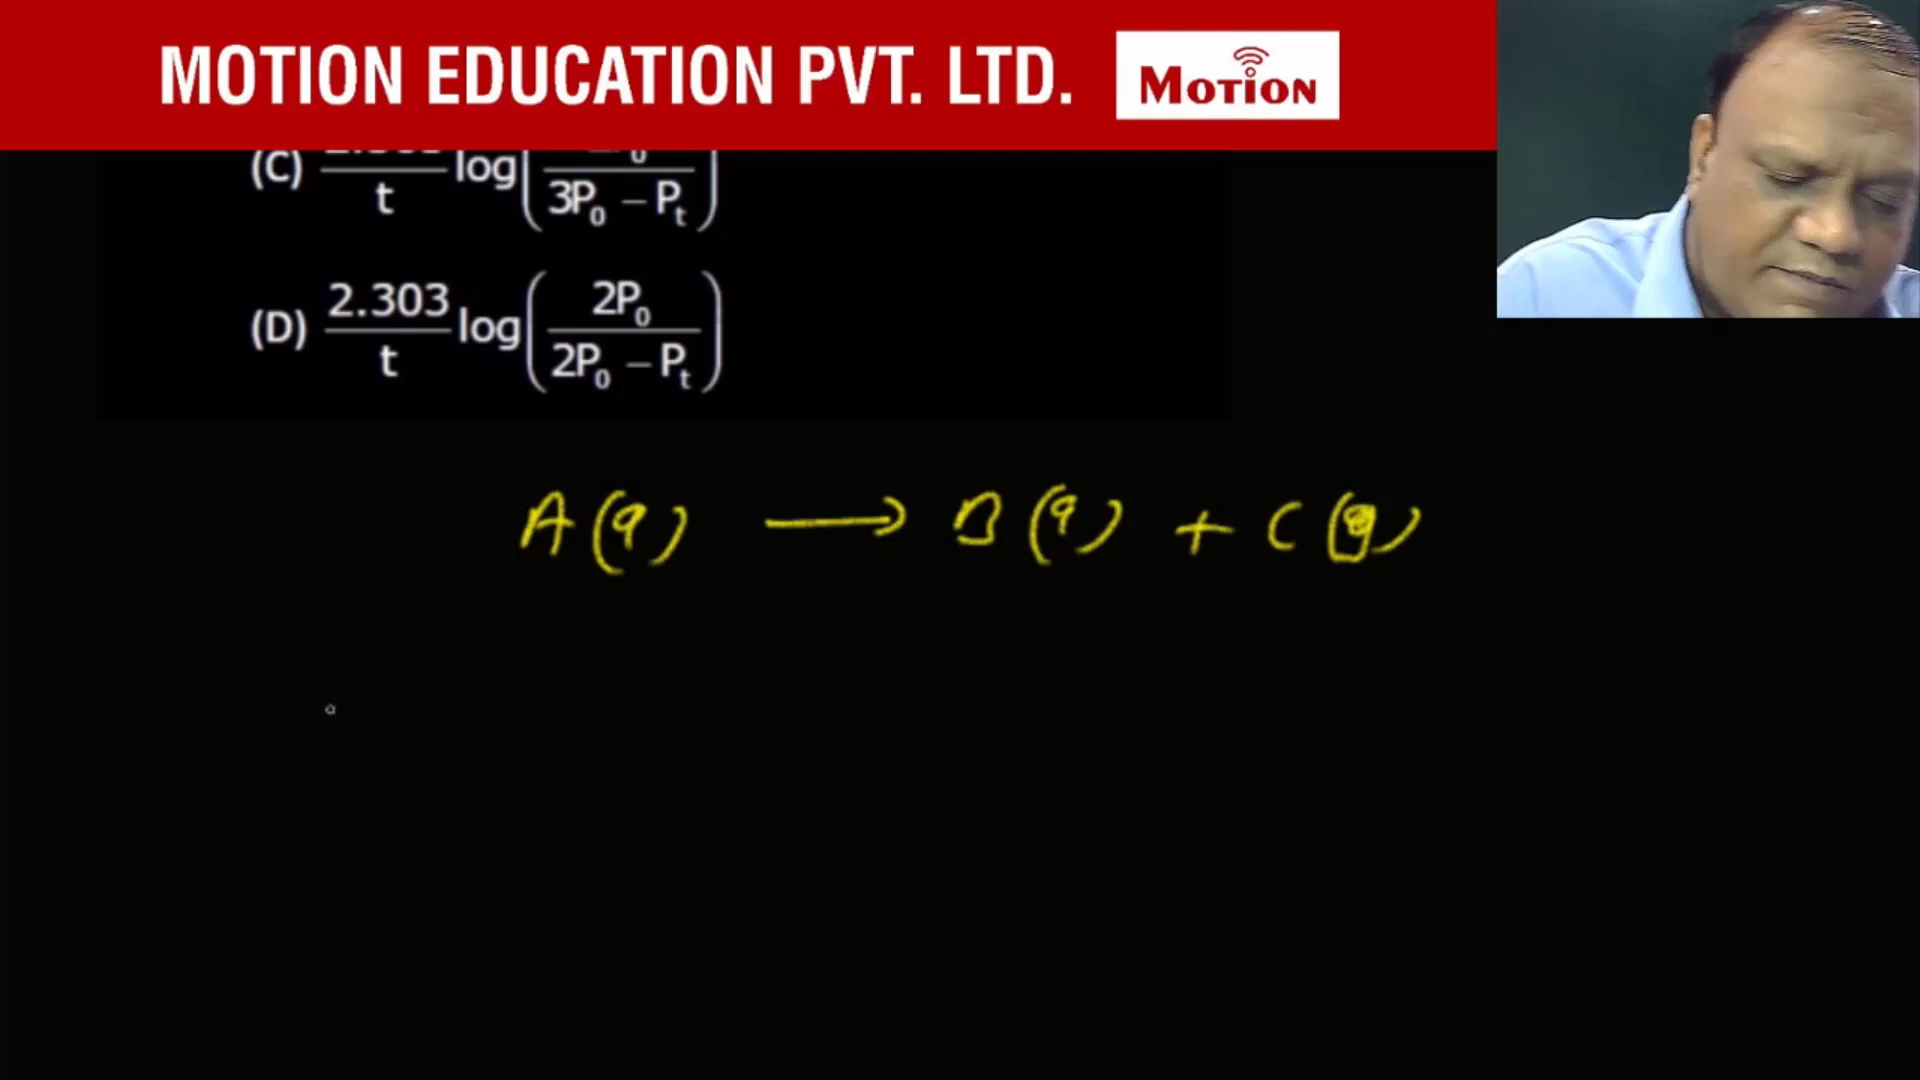 MOTION EDUCATION PVT. LTD. MOTION
(C) t log( 3P₀ – Pₜ )
(D) 2.303/t log( 2P₀ / 2P₀ – Pₜ )
A(g) ⟶ B(g) + C(g)